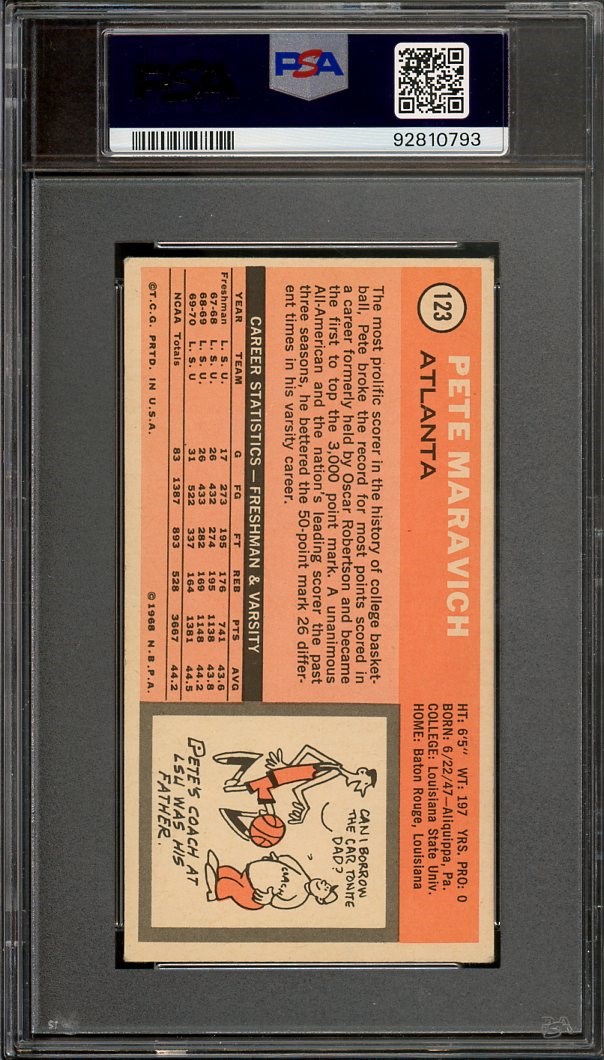 PSA
PSA
92810793
123
PETE MARAVICH
ATLANTA
HT: 6'5" WT: 197 YRS. PRO: 0
BORN: 6/22/47—Aliquippa, Pa.
COLLEGE: Louisiana State Univ.
HOME: Baton Rouge, Louisiana
The most prolific scorer in the history of college basket-
ball, Pete broke the record for most points scored in
a career formerly held by Oscar Robertson and became
the first to top the 3,000 point mark. A unanimous
All-American and the nation's leading scorer the past
three seasons, he bettered the 50-point mark 26 differ-
ent times in his varsity career.
CAREER STATISTICS—FRESHMAN & VARSITY
YEAR TEAM G FG FT REB PTS AVG
Freshman L. S. U. 17 273 195 176 741 43.6
67-68 L. S. U. 26 432 274 195 1138 43.8
68-69 L. S. U. 26 433 282 169 1148 44.2
69-70 L. S. U 31 522 337 164 1381 44.5
NCAA Totals 83 1387 893 528 3667 44.2
©T.C.G. PRTD. IN U.S.A. ©1968 N.B.P.A.
CAN I BORROW
THE CAR TONITE
DAD?
?
COACH
PETE'S COACH AT
LSU WAS HIS
FATHER.
PSA